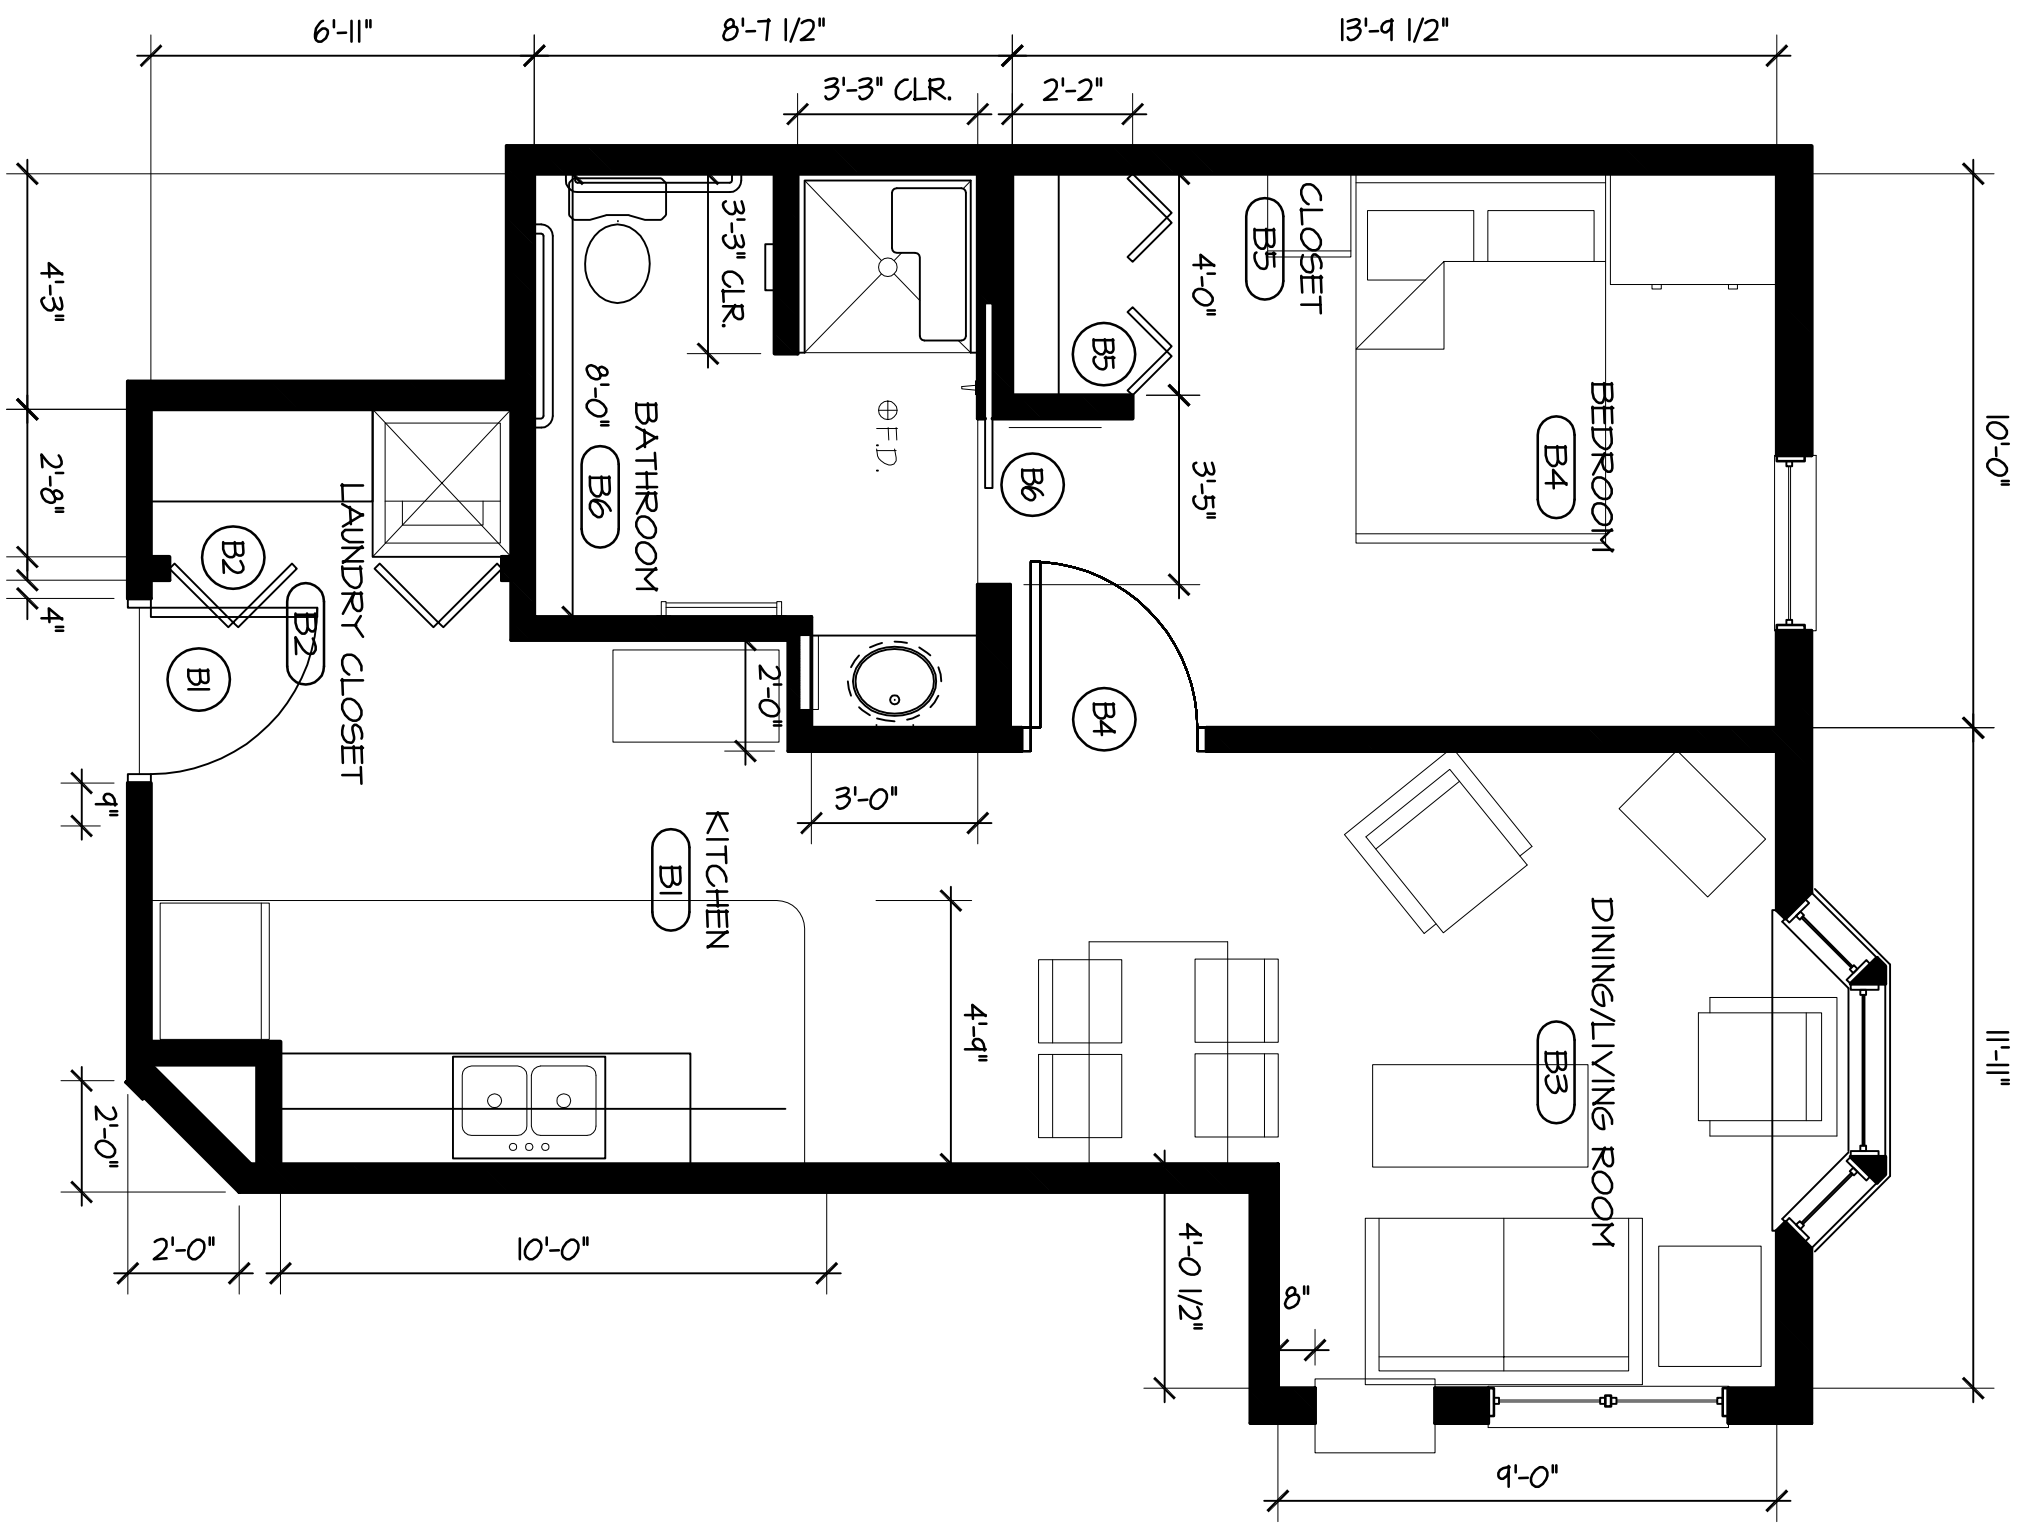 6'-11"
8'-7 1/2"
13'-9 1/2"
3'-3" CLR.
2'-2"
4'-3"
2'-8"
4"
9"
2'-0"
3'-3" CLR.
8'-0"
B6
BATHROOM
F.D.
4'-0"
3'-5"
B5
CLOSET
B5
B6
B4
BEDROOM
10'-0"
B2
B2
LAUNDRY CLOSET
B1
2'-0"
B4
3'-0"
B1
KITCHEN
4'-9"
B3
DINING/LIVING ROOM
11'-11"
2'-0"
10'-0"
4'-0 1/2"
8"
9'-0"